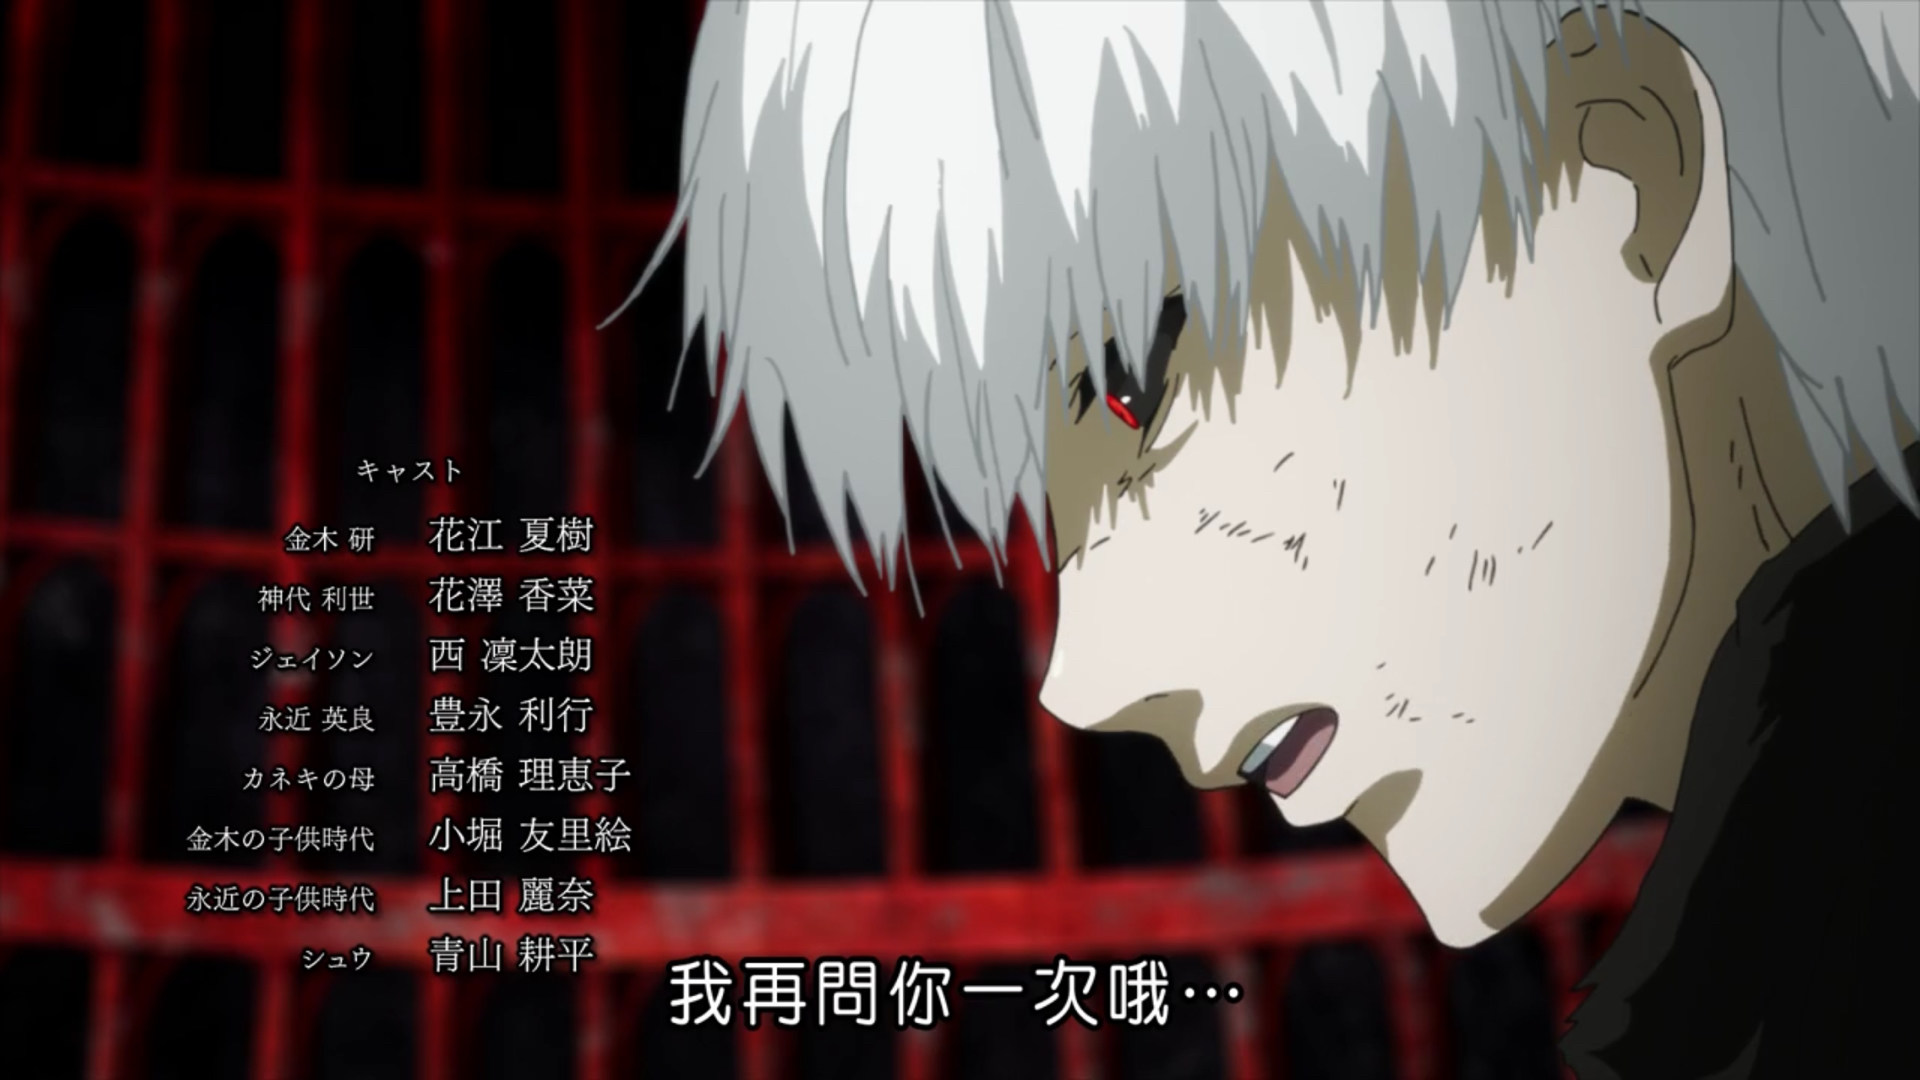 キャスト
金木 研 花江 夏樹
神代 利世 花澤 香菜
ジェイソン 西 凜太朗
永近 英良 豊永 利行
カネキの母 高橋 理恵子
金木の子供時代 小堀 友里絵
永近の子供時代 上田 麗奈
シュウ 青山 耕平
我再問你一次哦…